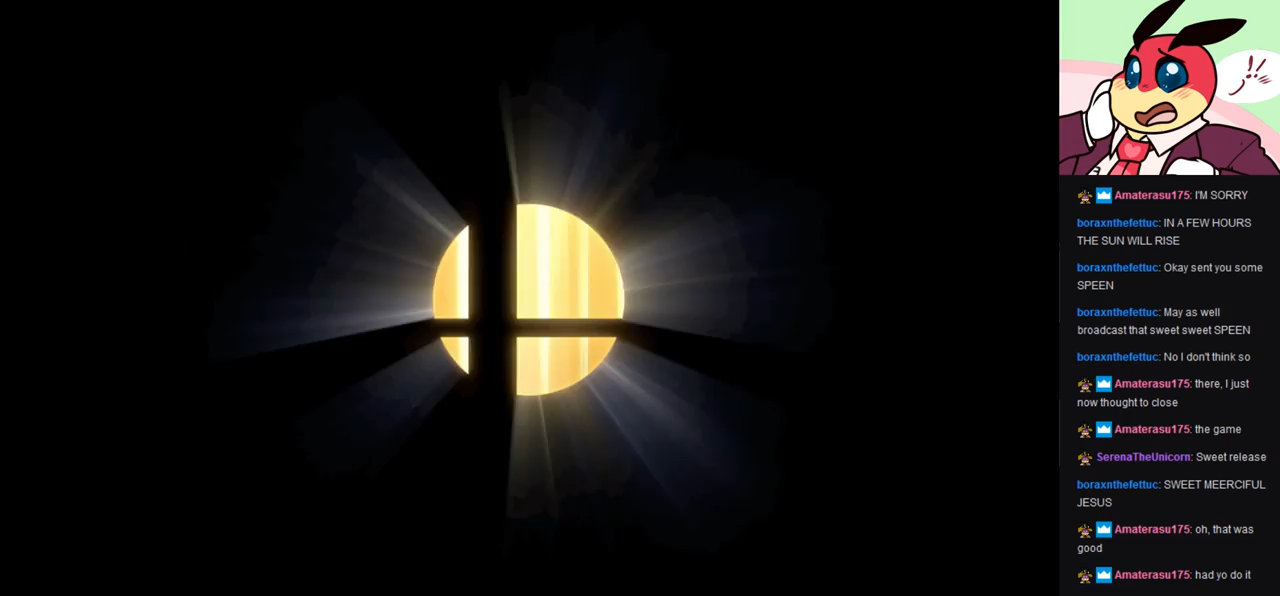 Amaterasu175: I'M SORRY
boraxnthefettuc: IN A FEW HOURS
THE SUN WILL RISE
boraxnthefettuc: Okay sent you some
SPEEN
boraxnthefettuc: May as well
broadcast that sweet sweet SPEEN
boraxnthefettuc: No I don't think so
Amaterasu175: there, I just
now thought to close
Amaterasu175: the game
SerenaTheUnicorn: Sweet release
boraxnthefettuc: SWEET MEERCIFUL
JESUS
Amaterasu175: oh, that was
good
Amaterasu175: had yo do it